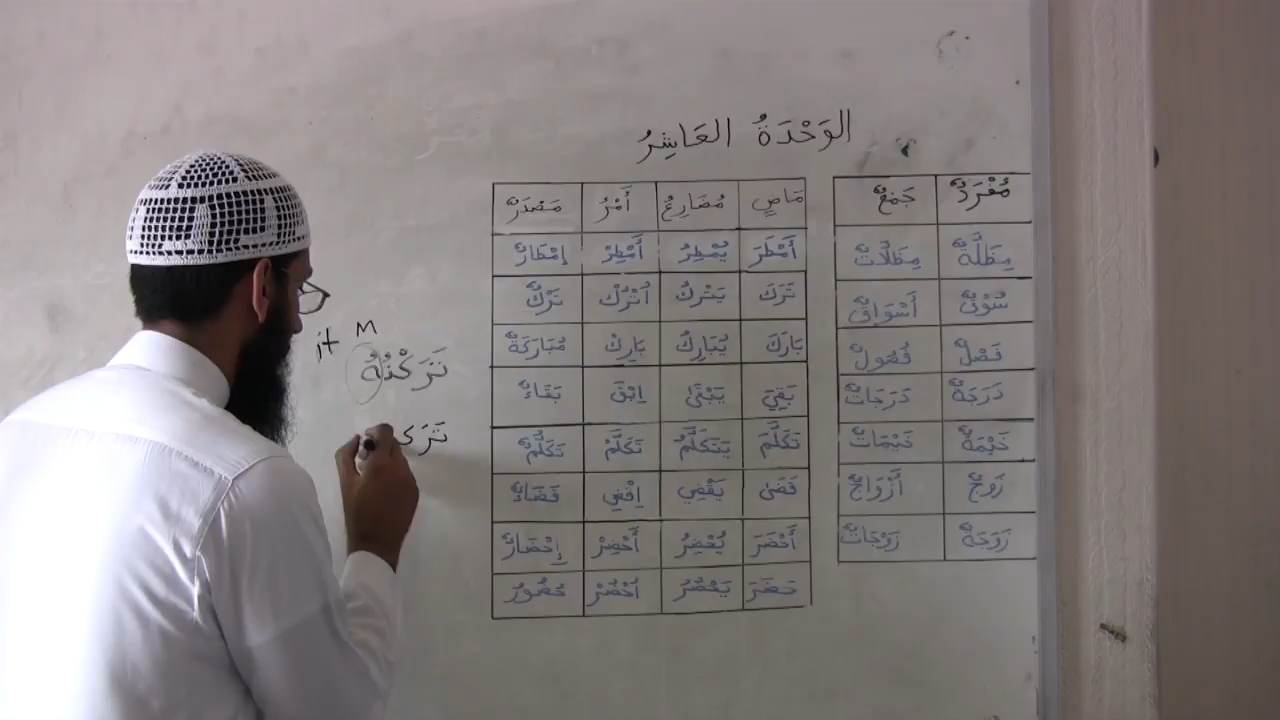 الوَحْدَةُ العَاشِرُ
مُفْرَدٌ جَمْعٌ
مِظَلَّةٌ مِظَلَّاتٌ
سُوْقٌ أَسْوَاقٌ
فَصْلٌ فُصُولٌ
دَرَجَةٌ دَرَجَاتٌ
خَيْمَةٌ خَيْمَاتٌ
زَوجٌ أَزْوَاجٌ
زَوَجَةٌ زَوْجَاتٌ
مَاضٍ مُضَارِعُ أَمْرُ مَصْدَرٌ
أَمْطَرَ يُمْطِرُ أَمْطِرْ إِمْطَارٌ
تَرَكَ يَتْرُكُ اُتْرُكْ تَرْكٌ
بَارَكَ يُبَارِكُ بَارِكْ مُبَارَكَةٌ
بَقِيَ يَبْقَىٰ اِبْقَ بَقَاءٌ
تَكَلَّمَ يَتَكَلَّمُ تَكَلَّمْ تَكَلُّمٌ
قَضَىٰ يَقْضِي اِقْضِي قَضَاءٌ
أَحْضَرَ يُحْضِرُ أَحْضِرْ إِحْضَارٌ
حَضَرَ يَحْضُرُ اُحْضُرْ حُضُورٌ
it M
تَرَكْتُهُ
تَرَك